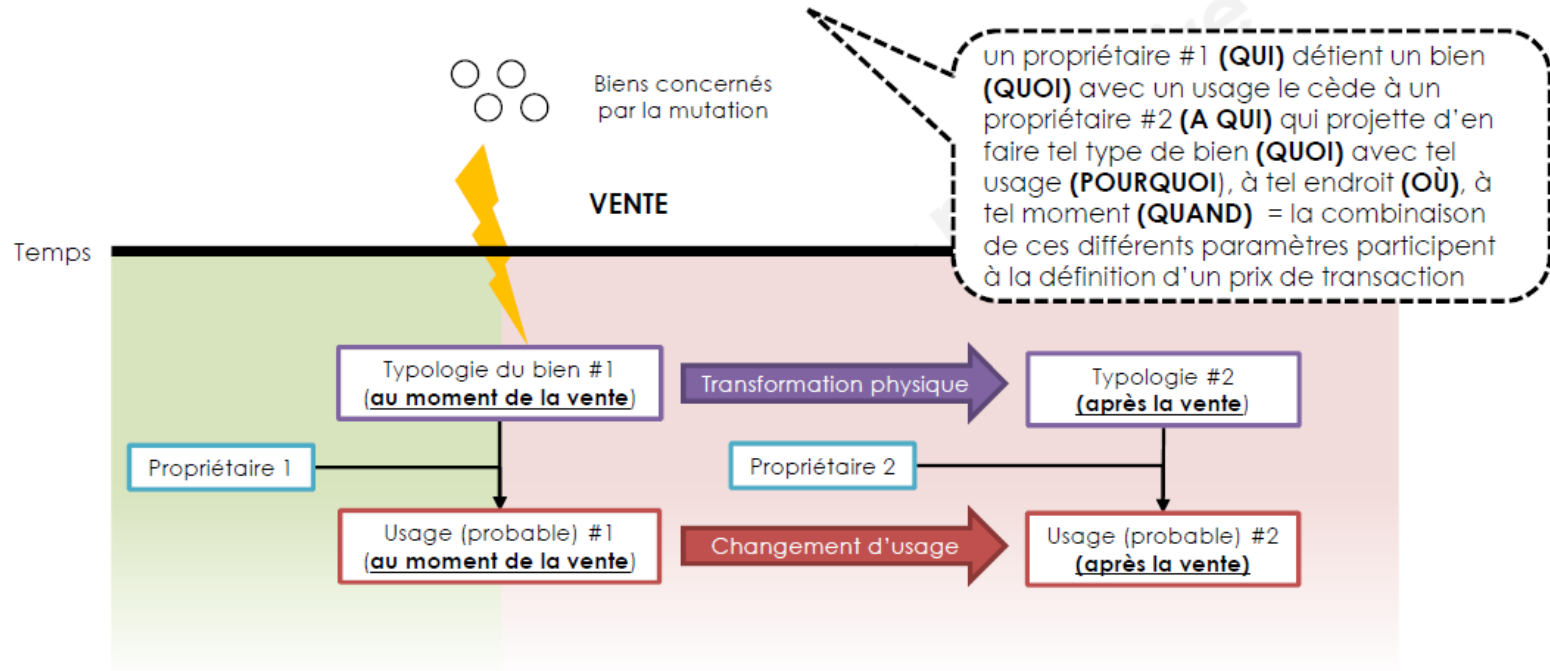 un propriétaire #1 (QUI) détient un bien
(QUOI) avec un usage le cède à un
propriétaire #2 (A QUI) qui projette d'en
faire tel type de bien (QUOI) avec tel
usage (POURQUOI), à tel endroit (OÙ), à
tel moment (QUAND) = la combinaison
de ces différents paramètres participent
à la définition d'un prix de transaction
Biens concernés
par la mutation
VENTE
Temps
Typologie du bien #1
(au moment de la vente)
Transformation physique
Typologie #2
(après la vente)
Propriétaire 1
Propriétaire 2
Usage (probable) #1
(au moment de la vente)
Changement d'usage
Usage (probable) #2
(après la vente)